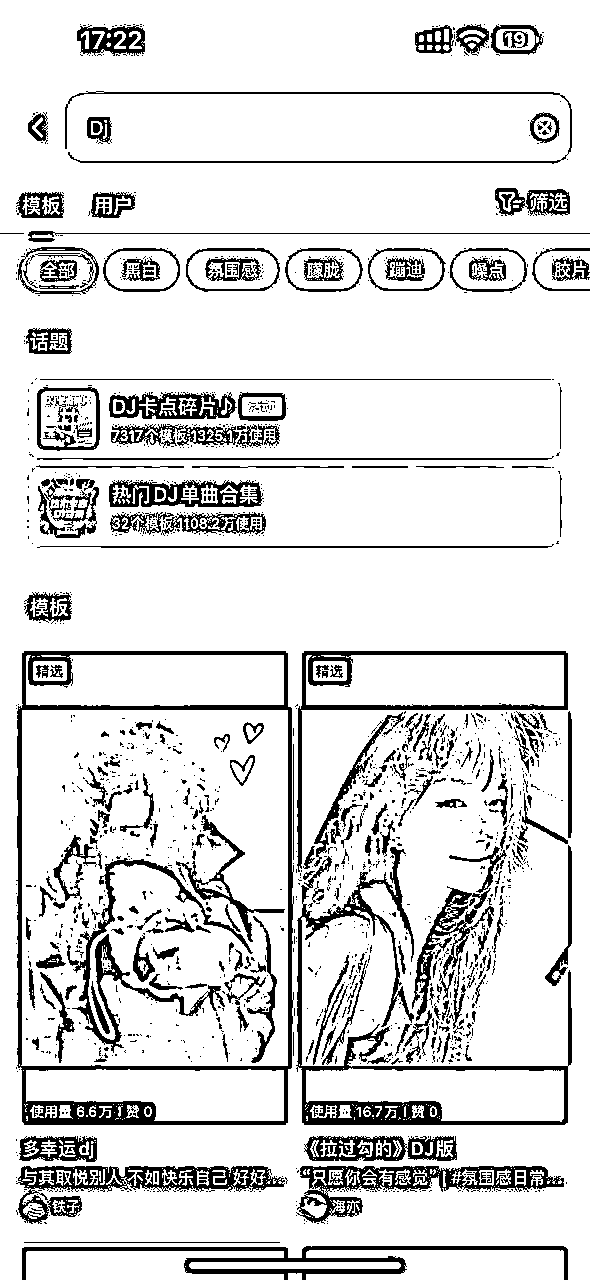 17:22
19
Dj
模板 用户 筛选
全部 黑白 氛围感 朦胧 蹦迪 噪点 胶片
话题
DJ卡点碎片♪
7317个模板·1325.1万使用
热门DJ单曲合集
32个模板·1108.2万使用
模板
精选 精选
使用量 6.6万 | 赞 0
使用量 16.7万 | 赞 0
多幸运dj
与其取悦别人 不如快乐自己 好好...
铁子
《拉过勾的》DJ版
“只愿你会有感觉” | #氛围感日常...
海亦